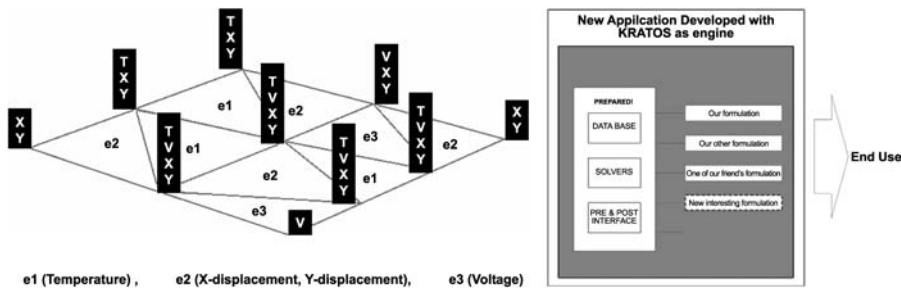 T
X
Y
T
X
Y
V
X
Y
X
Y
T
V
X
Y
T
V
X
Y
X
Y
T
V
X
Y
T
V
X
Y
V
e1
e2
e2
e1
e3
e2
e2
e1
e3
e1 (Temperature) , e2 (X-displacement, Y-displacement), e3 (Voltage)
New Appilcation Developed with
KRATOS as engine
PREPARED!
DATA BASE
SOLVERS
PRE & POST
INTERFACE
Our formulation
Our other formulation
One of our friend's formulation
New interesting formulation
End Use